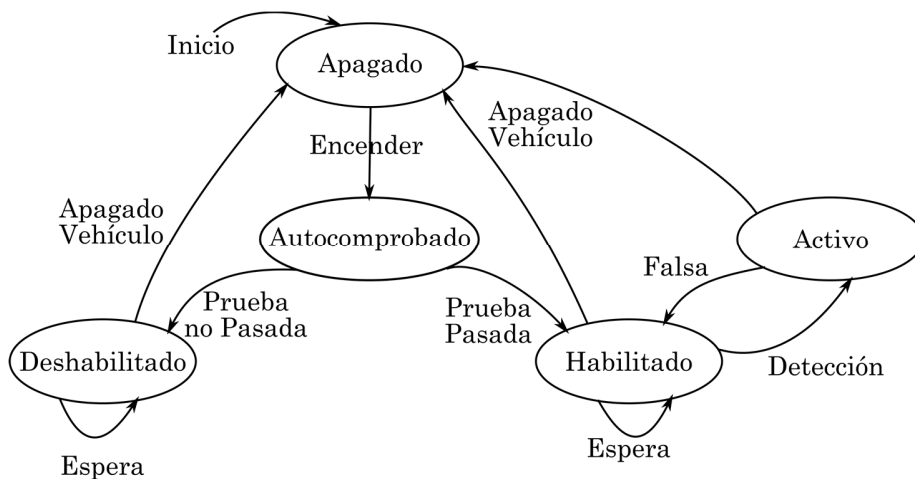 Inicio
Apagado
Encender
Apagado
Vehículo
Apagado
Vehículo
Autocomprobado
Activo
Falsa
Prueba
no Pasada
Prueba
Pasada
Deshabilitado
Habilitado
Detección
Espera
Espera